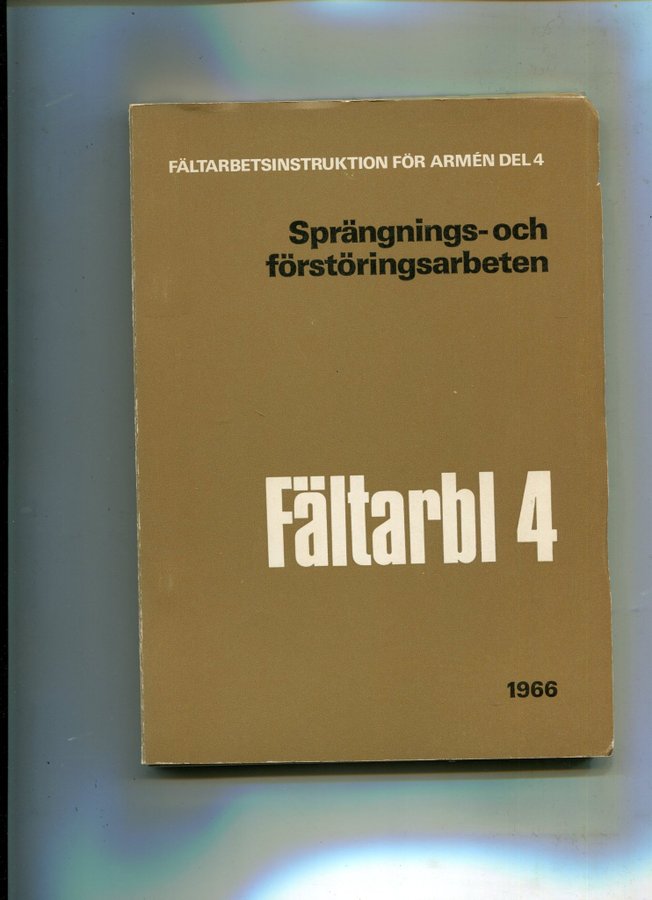 FÄLTARBETSINSTRUKTION FÖR ARMÉN DEL 4
Sprängnings- och
förstöringsarbeten
Fältarbl 4
1966